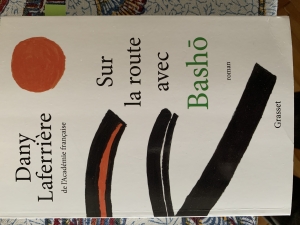 Dany
Laferrière
de l'Académie française
Sur
la route
avec
Bashō
roman
Grasset